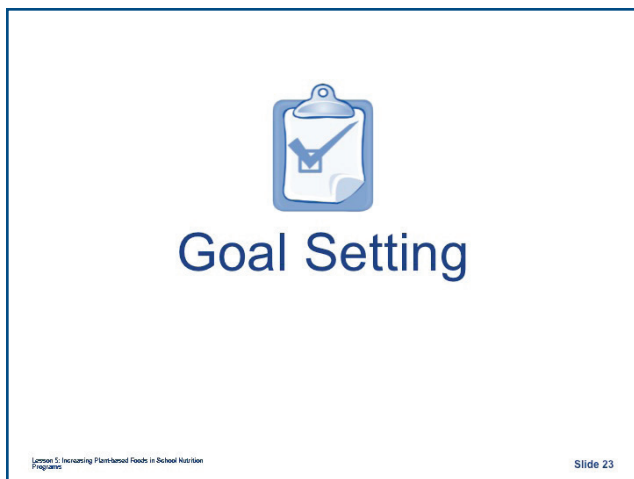 Goal Setting
Lesson 5: Increasing Plant-based Foods in School Nutrition
Programs
Slide 23